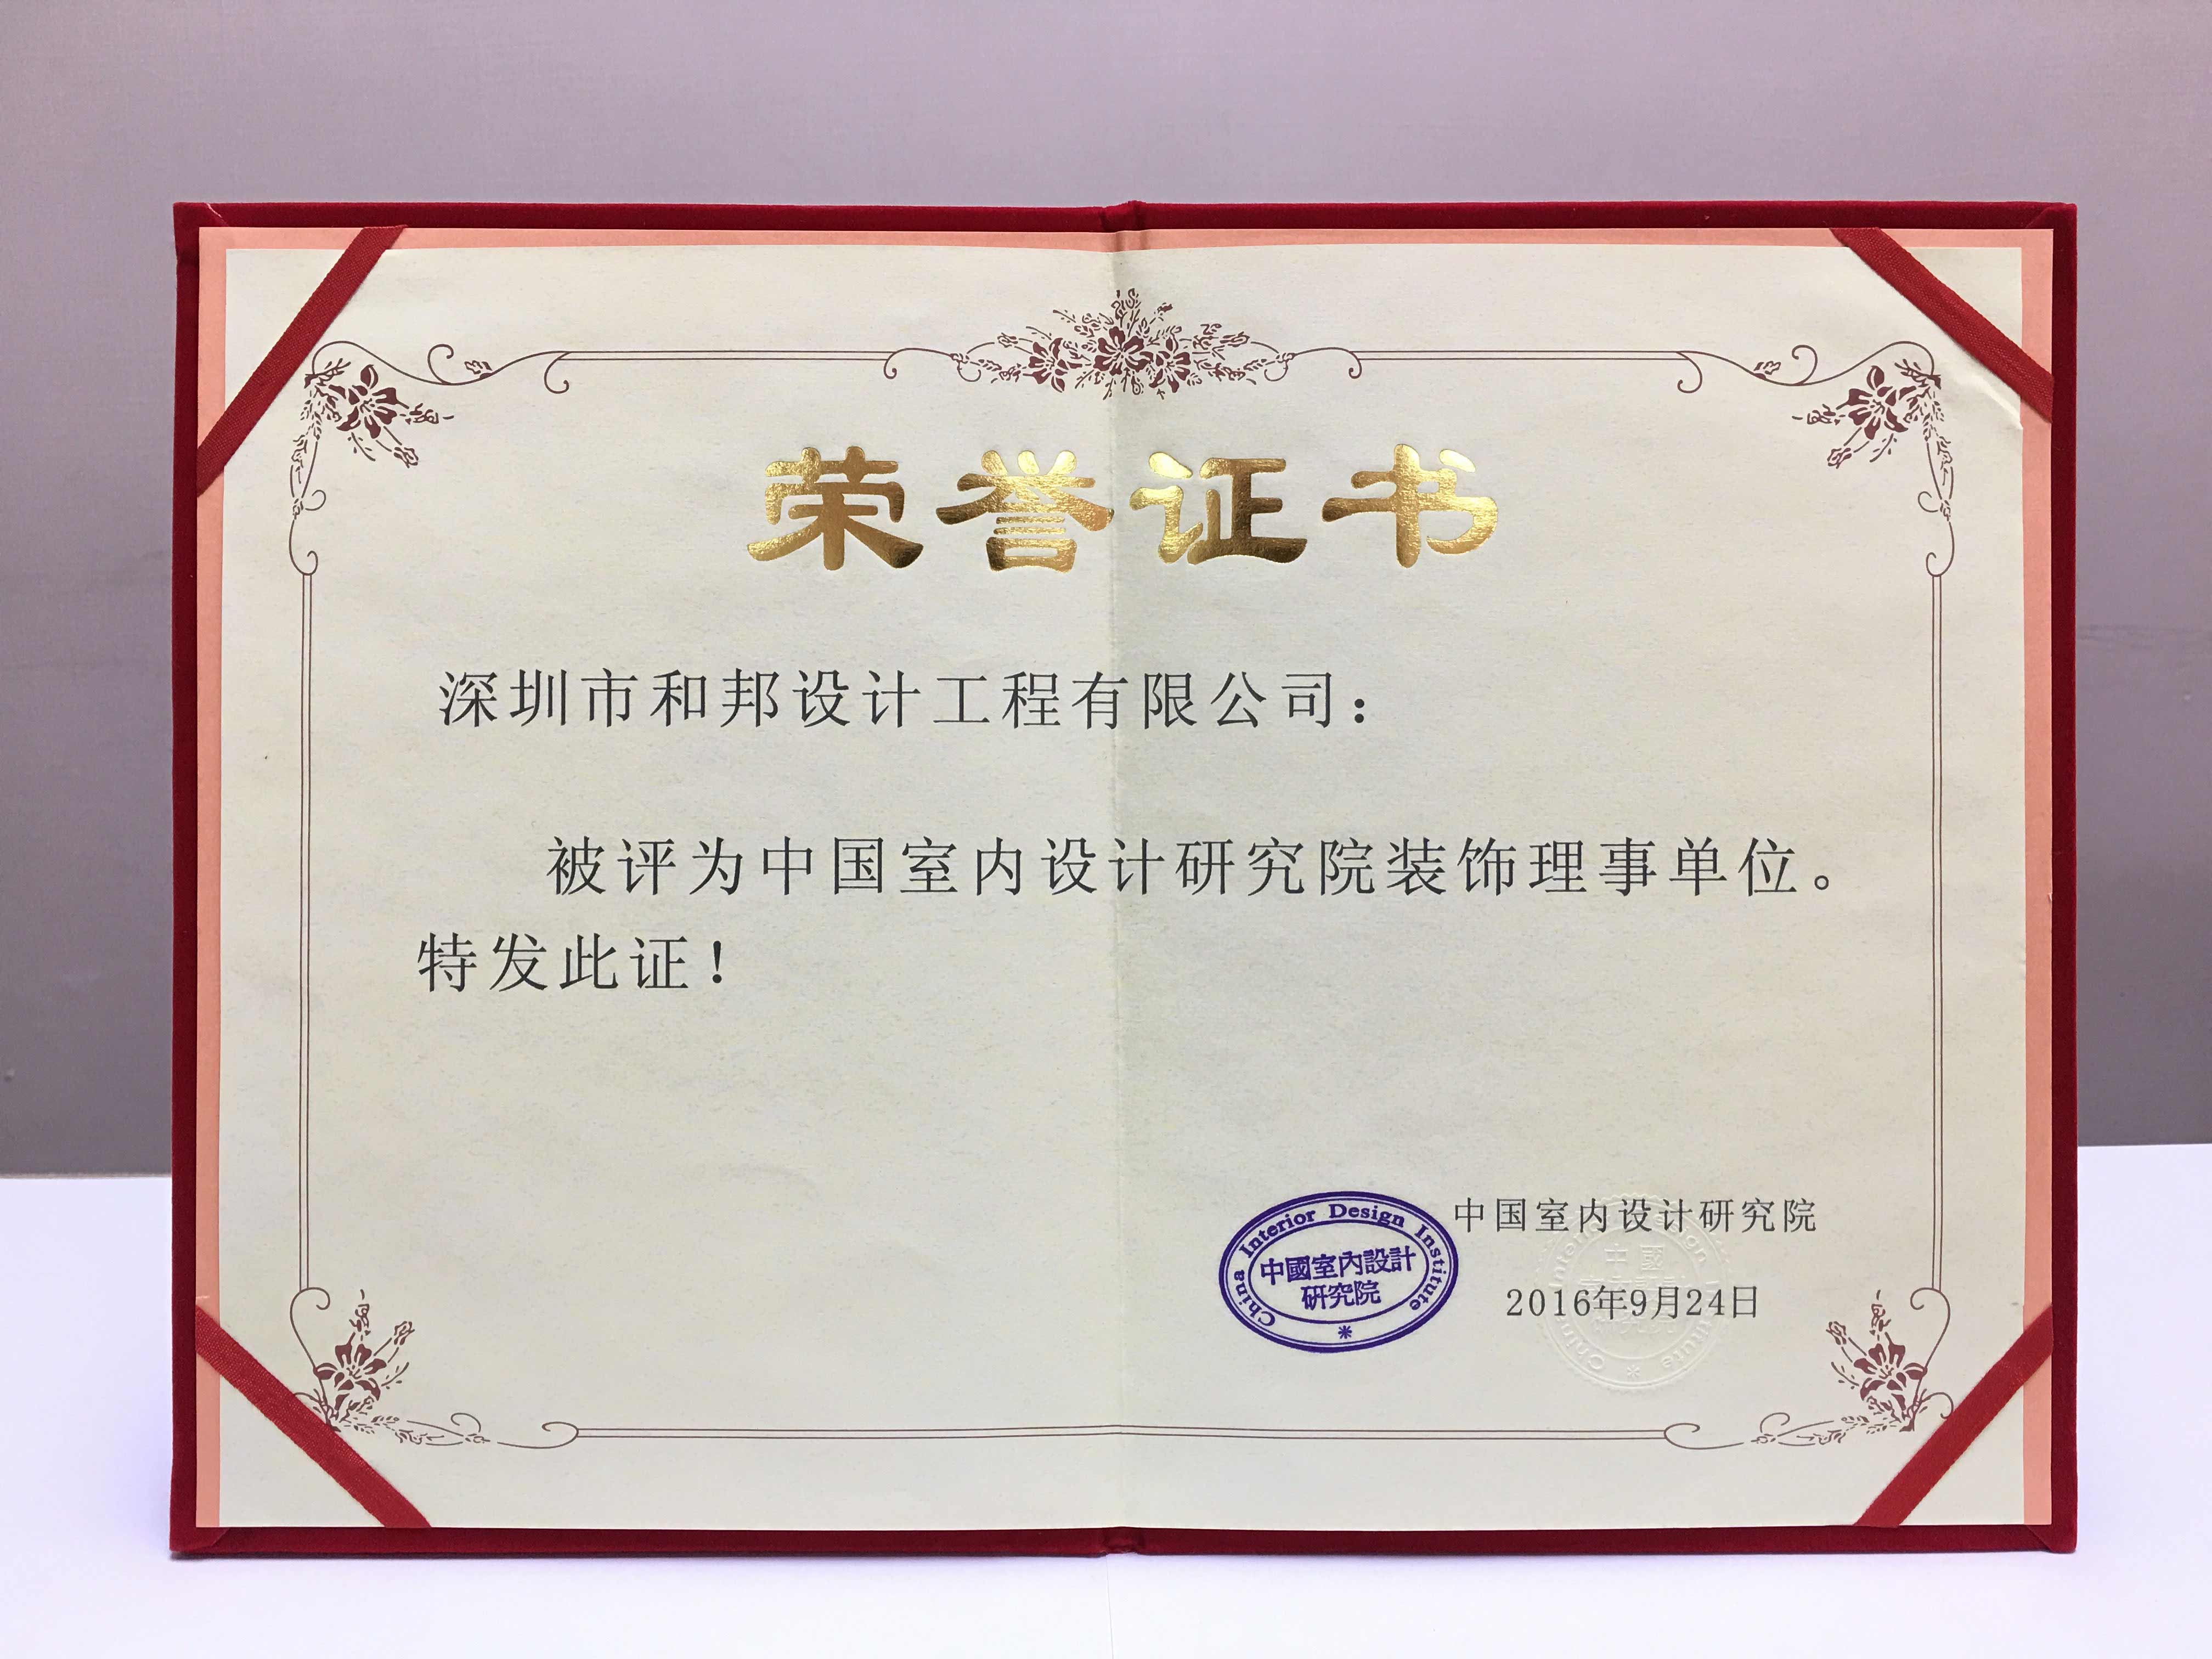 荣誉证书
深圳市和邦设计工程有限公司：
被评为中国室内设计研究院装饰理事单位。
特发此证！
中国室内设计研究院
China Interior Design Institute
中國室內設計
研究院
2016年9月24日